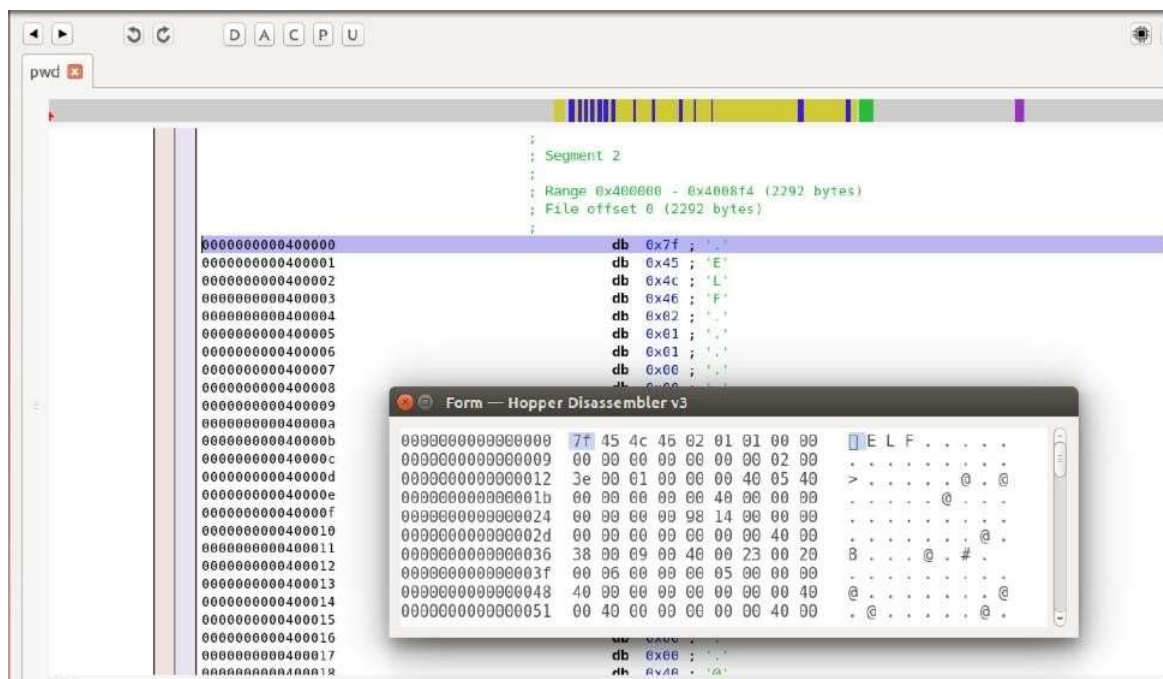 D A C P U
pwd
;
; Segment 2
;
; Range 0x400000 - 0x4008f4 (2292 bytes)
; File offset 0 (2292 bytes)
;
0000000000400000 db 0x7f ; '.'
0000000000400001 db 0x45 ; 'E'
0000000000400002 db 0x4c ; 'L'
0000000000400003 db 0x46 ; 'F'
0000000000400004 db 0x02 ; '.'
0000000000400005 db 0x01 ; '.'
0000000000400006 db 0x01 ; '.'
0000000000400007 db 0x00 ; '.'
0000000000400008
0000000000400009
000000000040000a
000000000040000b
000000000040000c
000000000040000d
000000000040000e
000000000040000f
0000000000400010
0000000000400011
0000000000400012
0000000000400013
0000000000400014
0000000000400015
0000000000400016 db 0x00 ; '.'
0000000000400017 db 0x00 ; '.'
0000000000400018 db 0x40 ; '@'
Form — Hopper Disassembler v3
0000000000000000 7f 45 4c 46 02 01 01 00 00 E L F . . . . .
0000000000000009 00 00 00 00 00 00 00 02 00 . . . . . . . . .
0000000000000012 3e 00 01 00 00 00 40 05 40 > . . . . . @ . @
000000000000001b 00 00 00 00 00 40 00 00 00 . . . . . @ . . .
0000000000000024 00 00 00 00 98 14 00 00 00 . . . . . . . . .
000000000000002d 00 00 00 00 00 00 00 40 00 . . . . . . . @ .
0000000000000036 38 00 09 00 40 00 23 00 20 8 . . . @ . # .
000000000000003f 00 06 00 00 00 05 00 00 00 . . . . . . . . .
0000000000000048 40 00 00 00 00 00 00 00 40 @ . . . . . . . @
0000000000000051 00 40 00 00 00 00 00 40 00 . @ . . . . . @ .